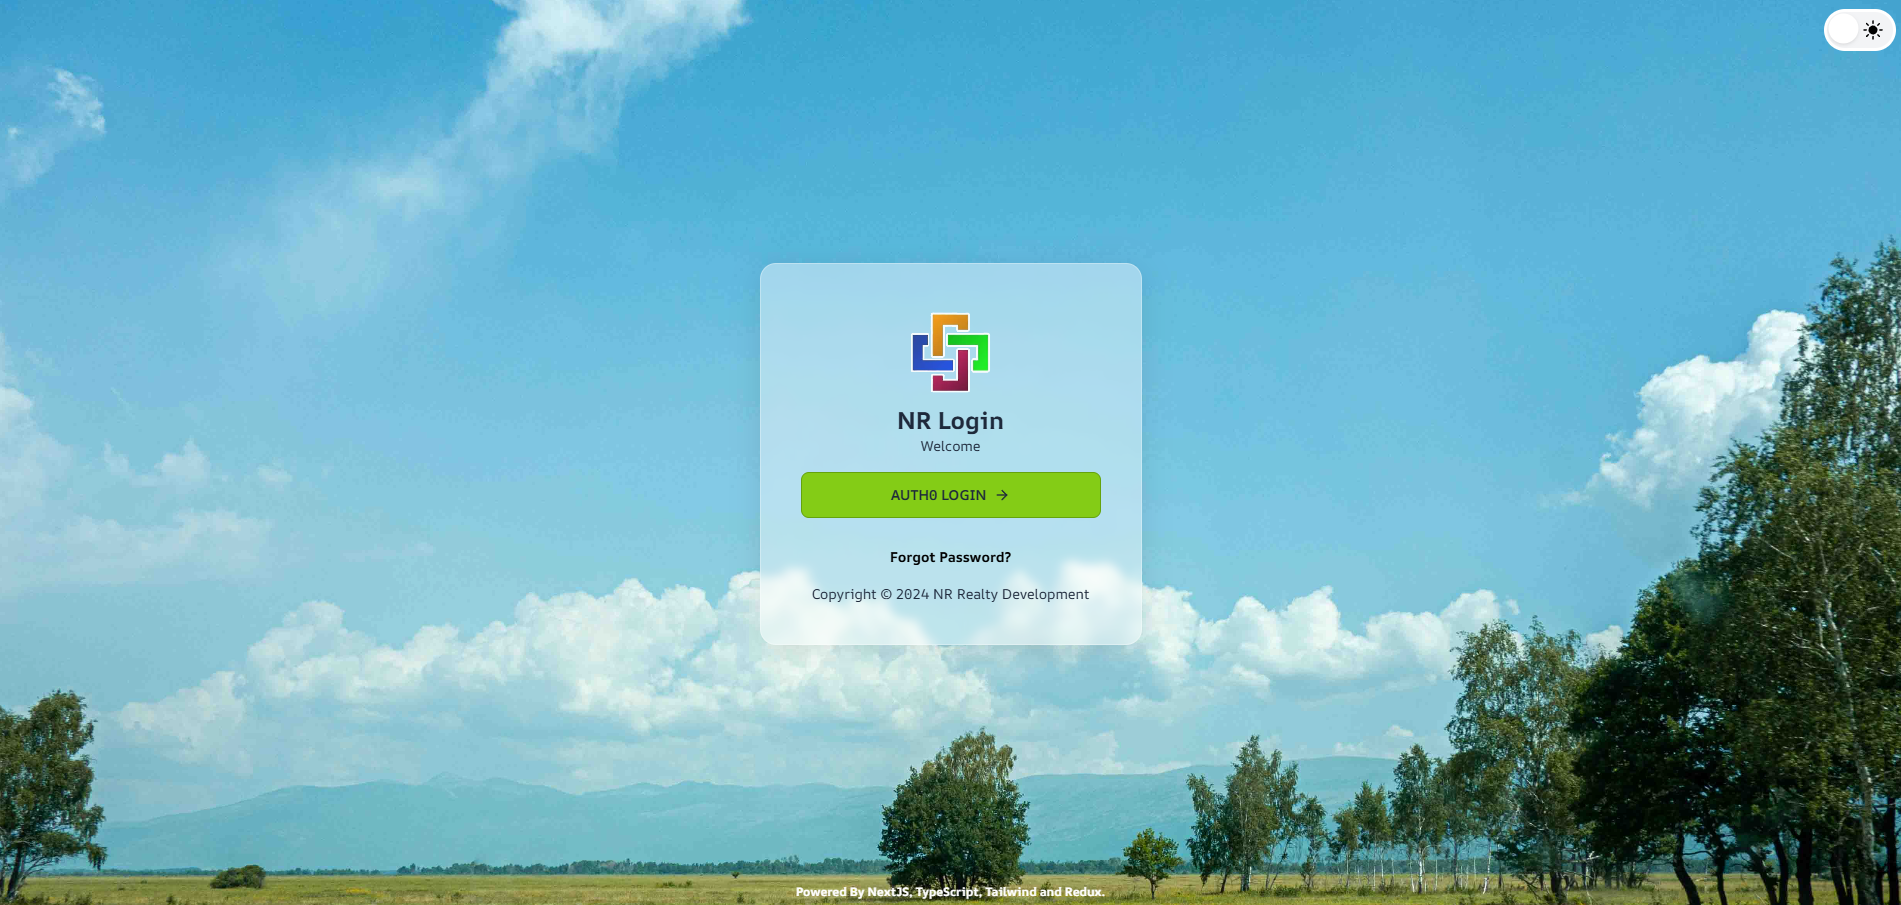 NR Login
Welcome
AUTH0 LOGIN →
Forgot Password?
Copyright © 2024 NR Realty Development
Powered By NextJS, TypeScript, Tailwind and Redux.